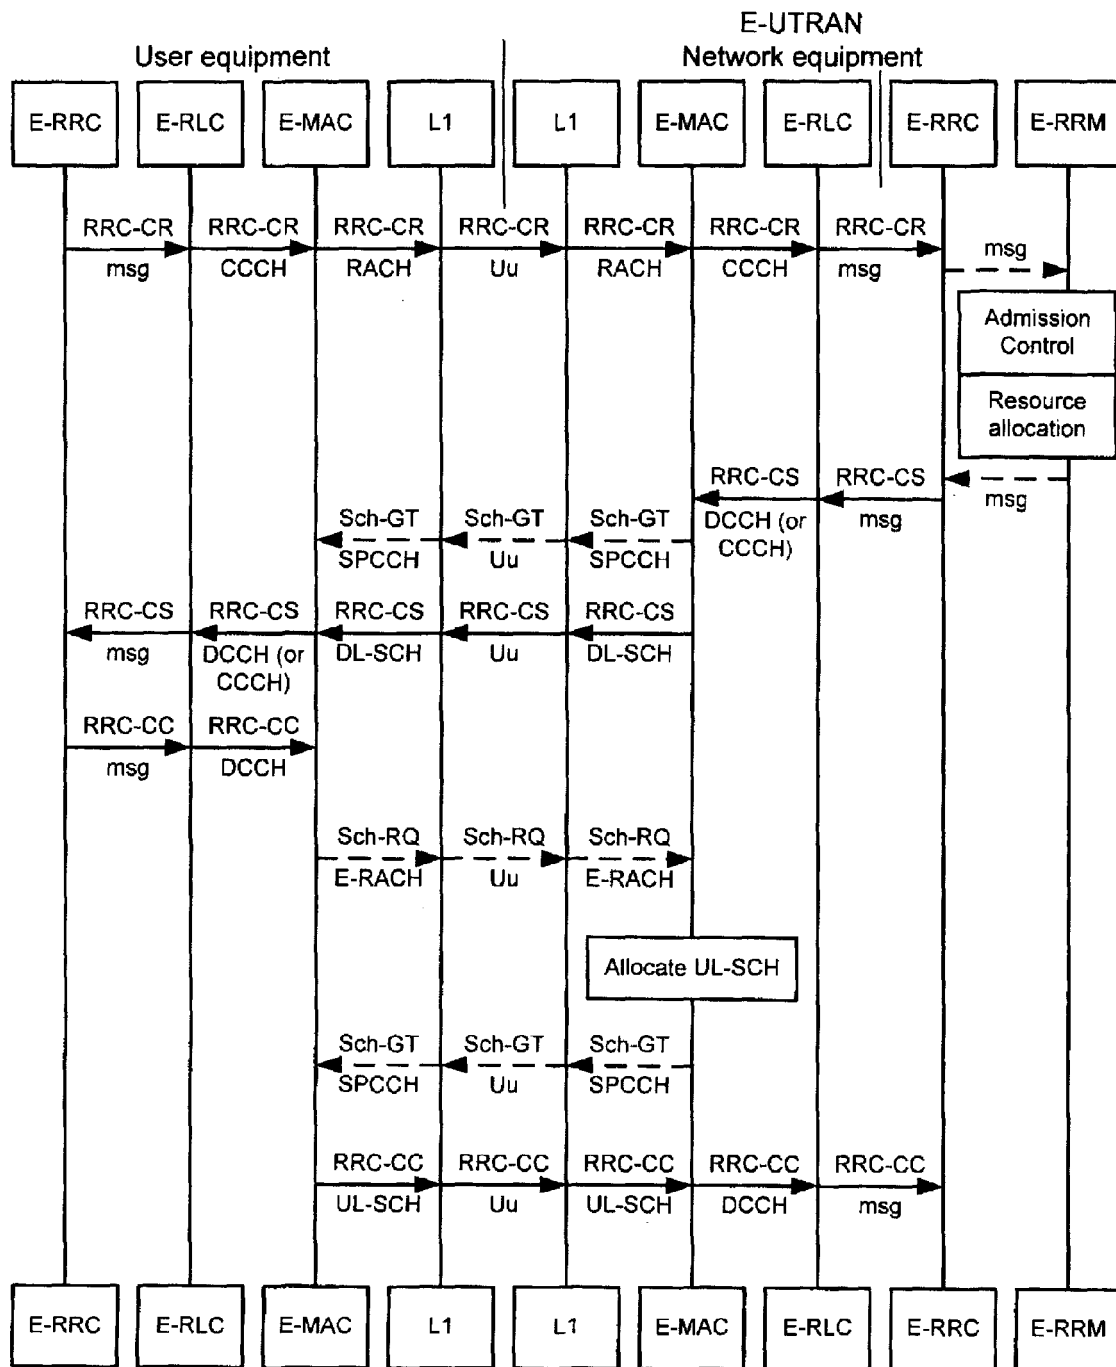 E-UTRAN
User equipment
Network equipment
E-RRC E-RLC E-MAC L1 L1 E-MAC E-RLC E-RRC E-RRM
RRC-CR RRC-CR RRC-CR RRC-CR RRC-CR RRC-CR RRC-CR
msg CCCH RACH Uu RACH CCCH msg
msg
Admission
Control
Resource
allocation
msg
RRC-CS RRC-CS
DCCH (or
CCCH)
msg
Sch-GT Sch-GT Sch-GT
SPCCH Uu SPCCH
RRC-CS RRC-CS RRC-CS RRC-CS RRC-CS
msg DCCH (or DL-SCH Uu DL-SCH
CCCH)
RRC-CC RRC-CC
msg DCCH
Sch-RQ Sch-RQ Sch-RQ
E-RACH Uu E-RACH
Allocate UL-SCH
Sch-GT Sch-GT Sch-GT
SPCCH Uu SPCCH
RRC-CC RRC-CC RRC-CC RRC-CC RRC-CC
UL-SCH Uu UL-SCH DCCH msg
E-RRC E-RLC E-MAC L1 L1 E-MAC E-RLC E-RRC E-RRM